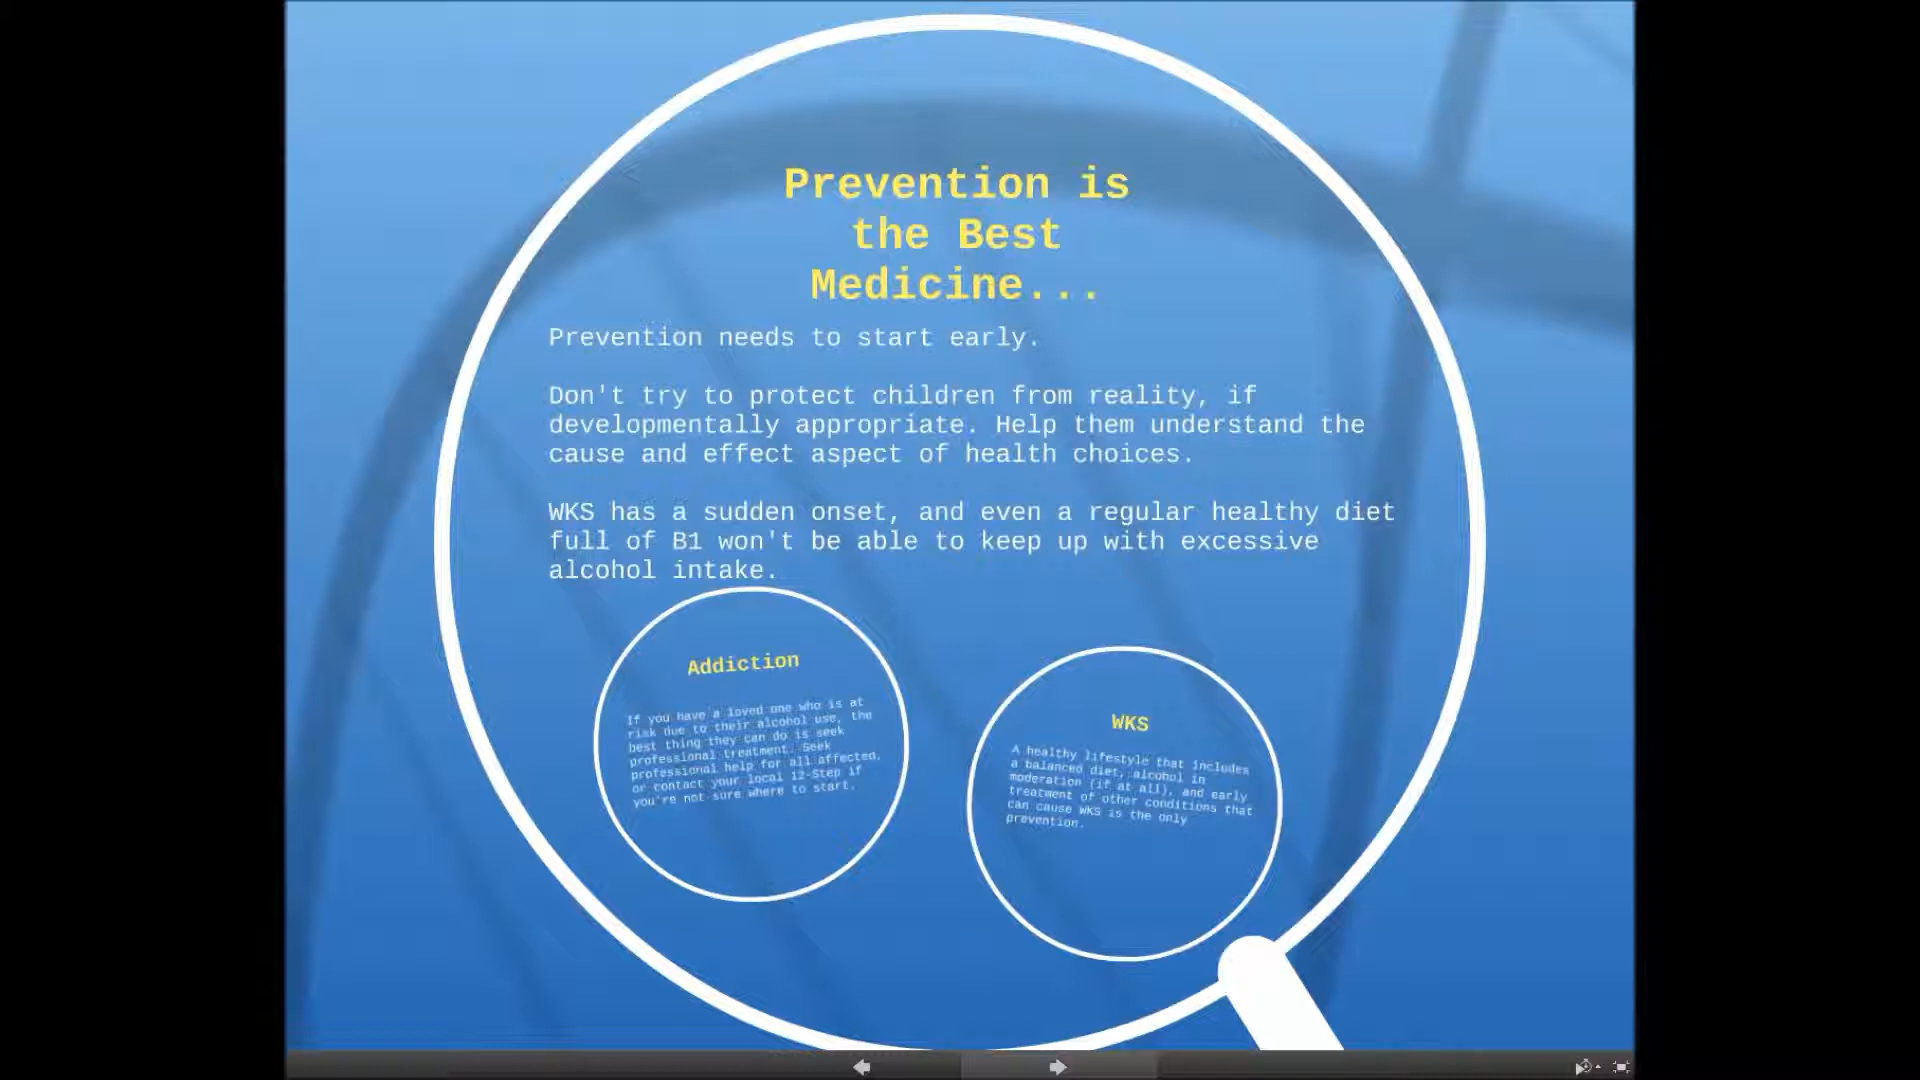 Prevention is
the Best
Medicine...
Prevention needs to start early.
Don't try to protect children from reality, if
developmentally appropriate. Help them understand the
cause and effect aspect of health choices.
WKS has a sudden onset, and even a regular healthy diet
full of B1 won't be able to keep up with excessive
alcohol intake.
Addiction
If you have a loved one who is at
risk due to their alcohol use, the
best thing they can do is seek
professional treatment. Seek
professional help for all affected,
or contact your local 12-Step if
you're not sure where to start.
WKS
A healthy lifestyle that includes
a balanced diet, alcohol in
moderation (if at all), and early
treatment of other conditions that
can cause WKS is the only
prevention.